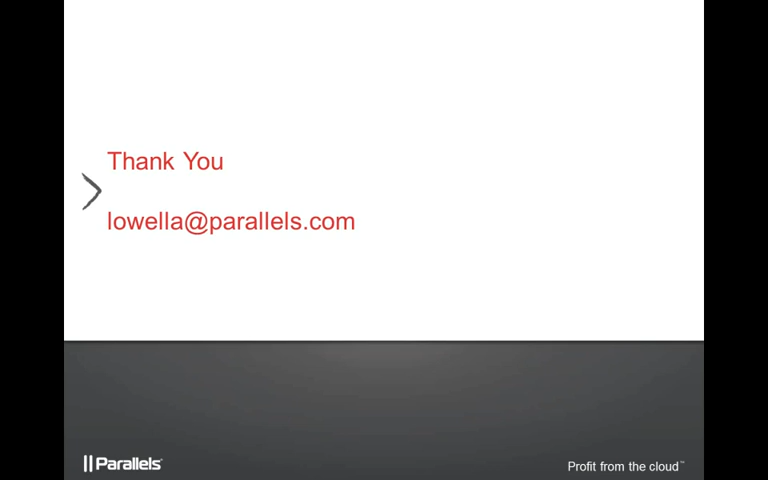 Thank You
lowella@parallels.com
Parallels
Profit from the cloud™